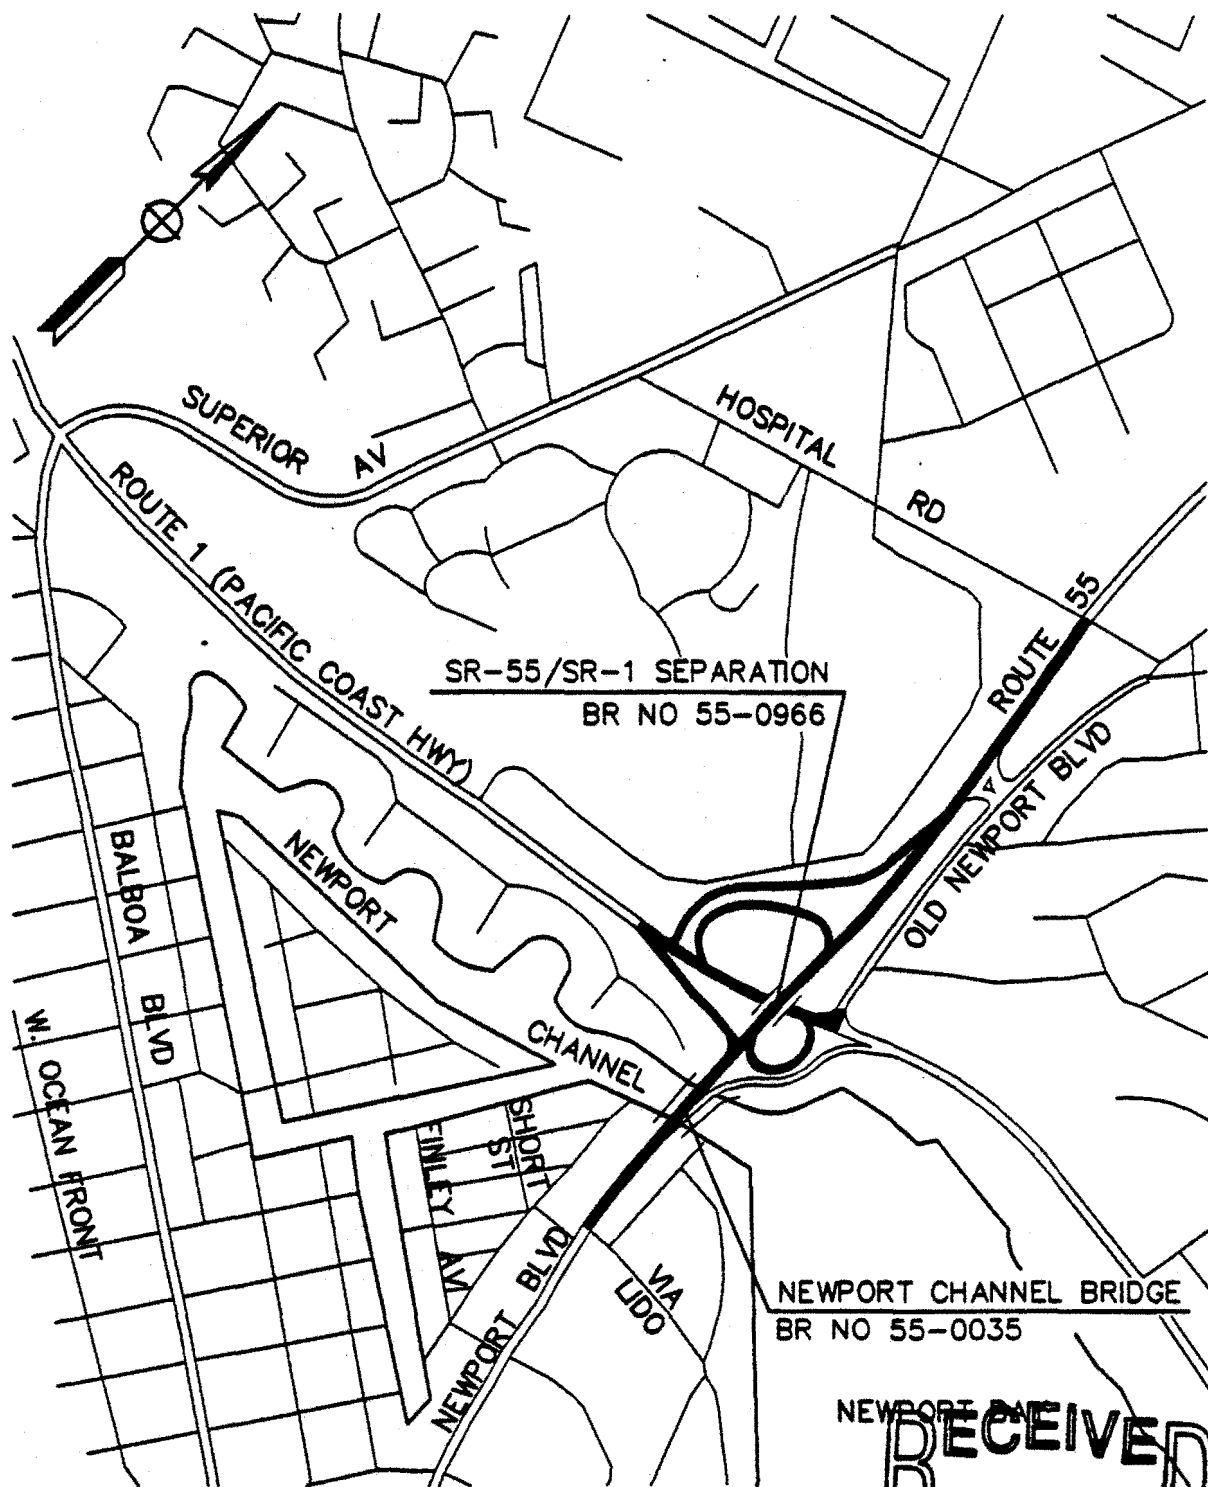 SUPERIOR AV
HOSPITAL RD
ROUTE 1 (PACIFIC COAST HWY)
ROUTE 55
SR-55/SR-1 SEPARATION
BR NO 55-0966
OLD NEWPORT BLVD
BALBOA BLVD
NEWPORT CHANNEL
W. OCEAN FRONT
SHORT
ST
FINLEY AV
NEWPORT BLVD
VIA
LIDO
NEWPORT CHANNEL BRIDGE
BR NO 55-0035
NEWPORT
RECEIVED